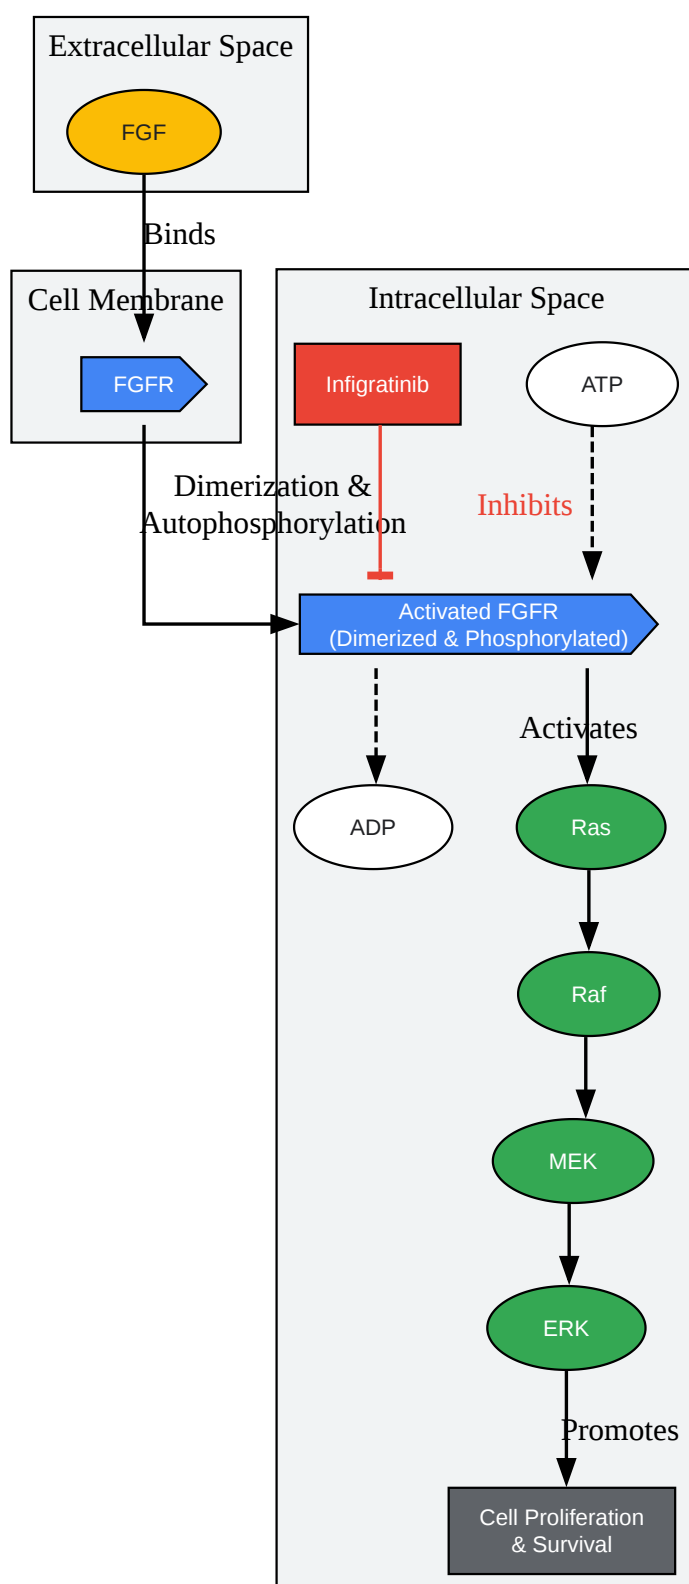 Extracellular Space
FGF
Binds
Cell Membrane
FGFR
Intracellular Space
Infigratinib
ATP
Dimerization &
Autophosphorylation
Inhibits
Activated FGFR
(Dimerized & Phosphorylated)
Activates
ADP
Ras
Raf
MEK
ERK
Promotes
Cell Proliferation
& Survival